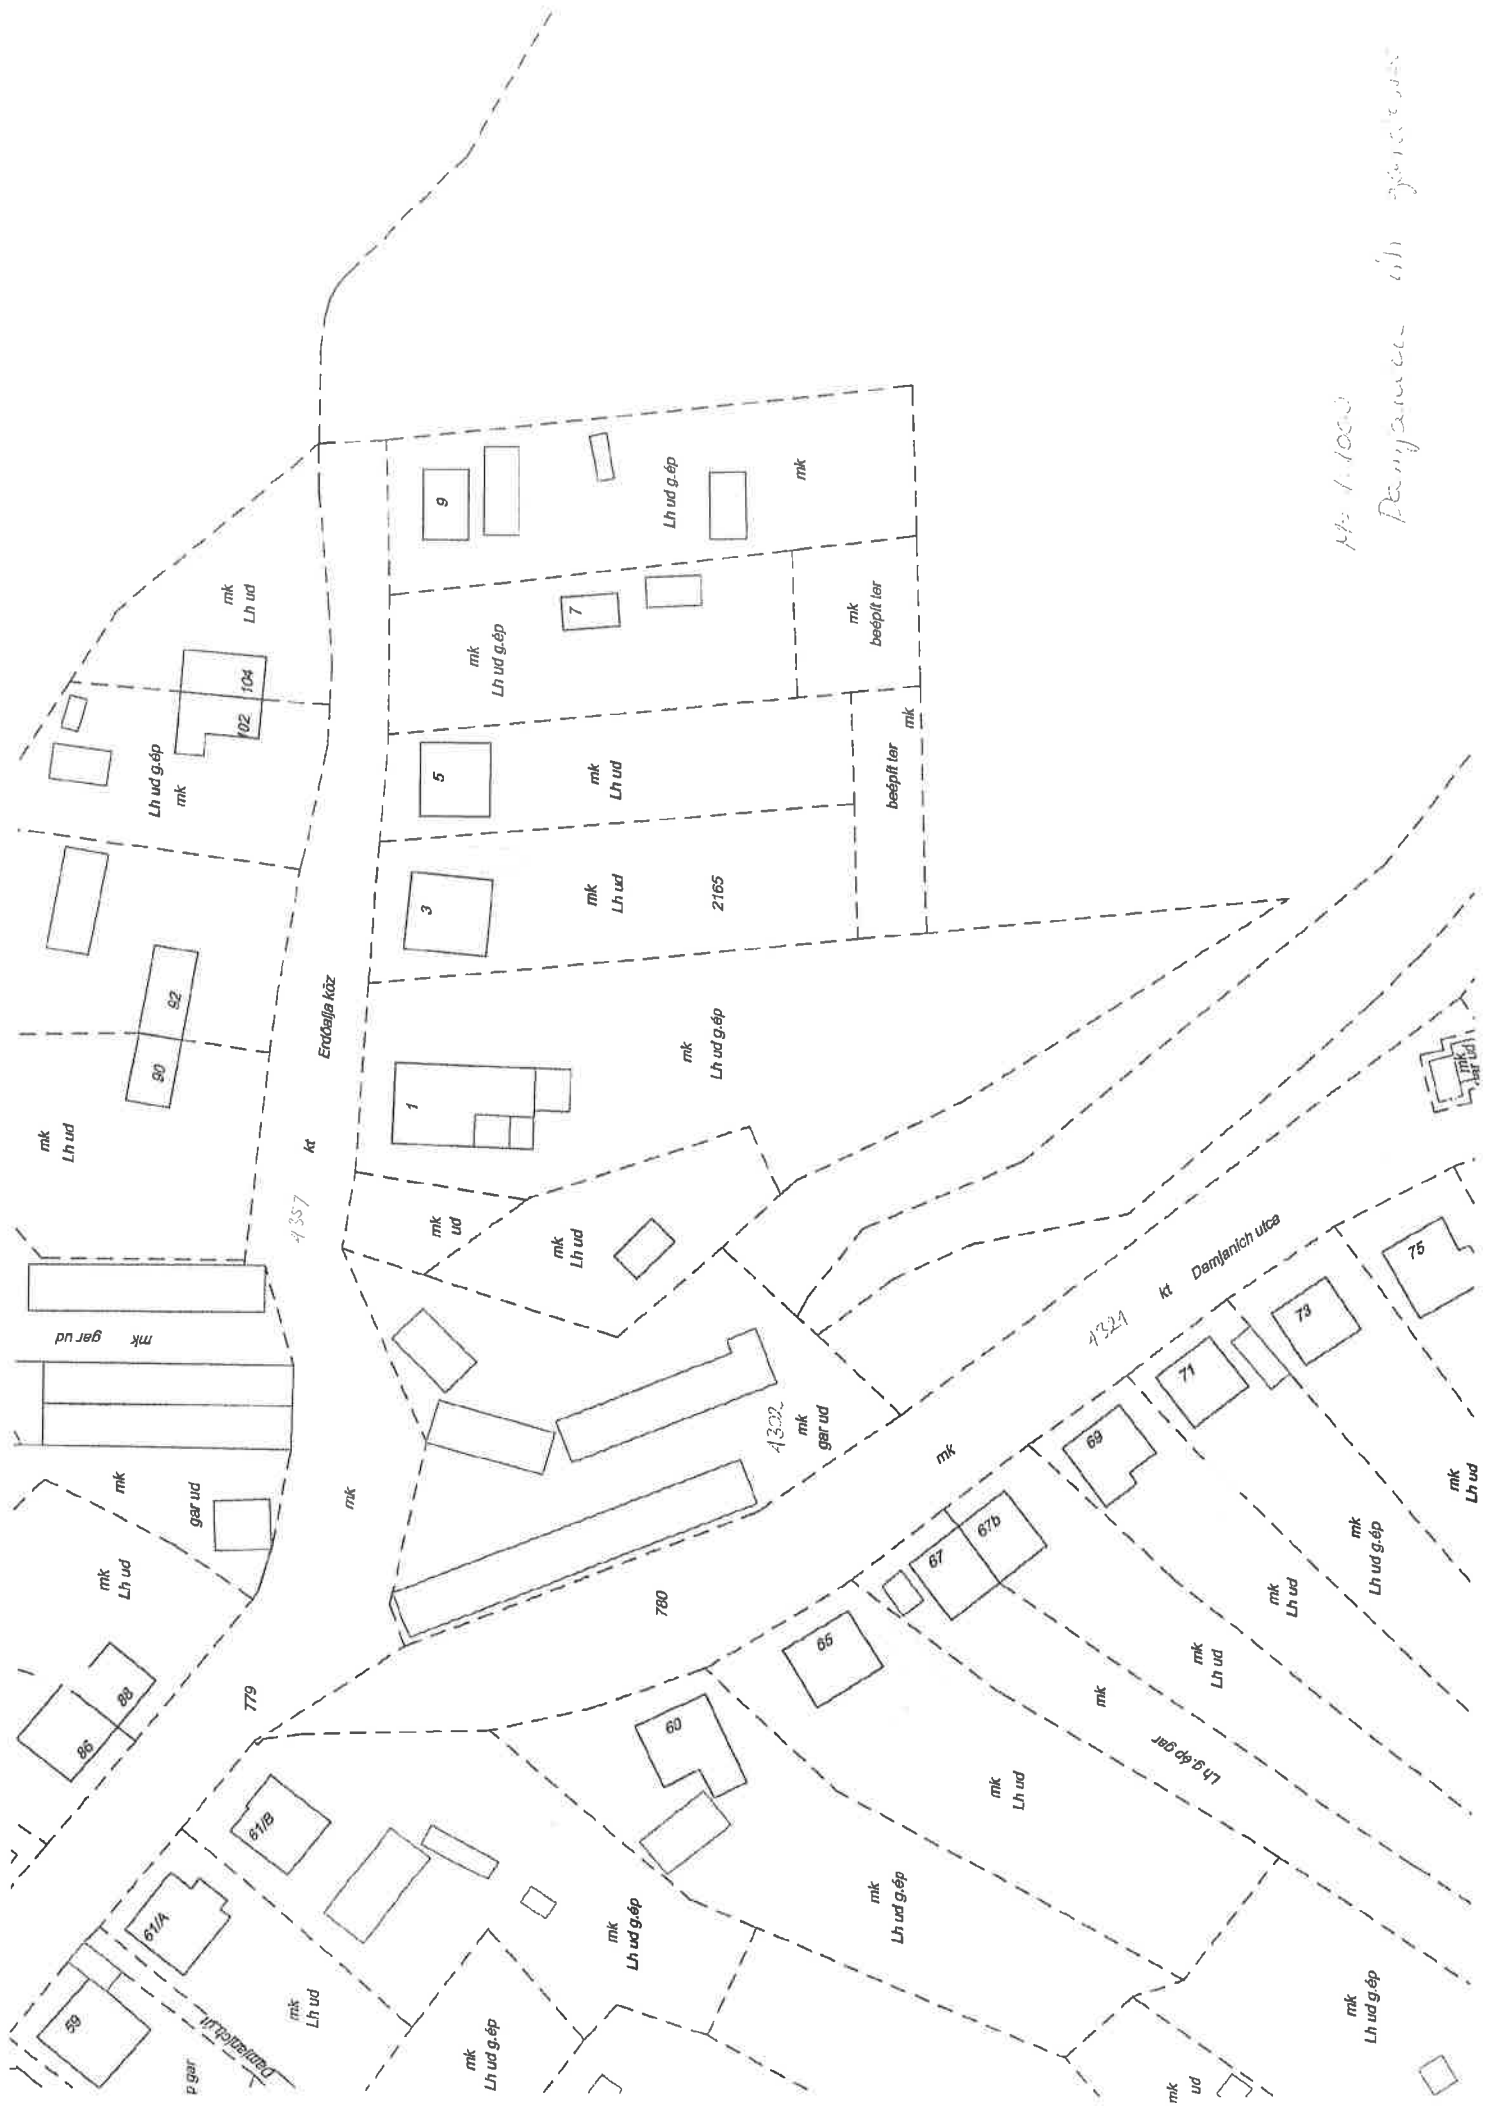 mk
Lh ud
104
102
Lh ud g.ép
mk
92
90
mk
Lh ud
mk
gar ud
mk
gar ud
mk
Lh ud
88
86
779
9
Lh ud g.ép
mk
7
mk
Lh ud g.ép
mk
beépít ter
5
mk
Lh ud
beépít ter
mk
3
mk
Lh ud
2165
Erdőalja köz
kt
4357
1
mk
Lh ud g.ép
mk
ud
mk
Lh ud
mk
4322
mk
gar ud
780
mk
4321
kt
Damjanich utca
mk
gar ud
75
73
71
69
67b
67
65
60
61/B
61/A
59
Damjanich út
p gar
mk
Lh ud
mk
Lh ud g.ép
mk
Lh ud g.ép
mk
Lh ud g.ép
mk
Lh ud
mk
Lh g.ép gar
mk
Lh ud
mk
Lh ud
mk
Lh ud g.ép
mk
Lh ud
mk
Lh ud g.ép
mk
ud
1:1000